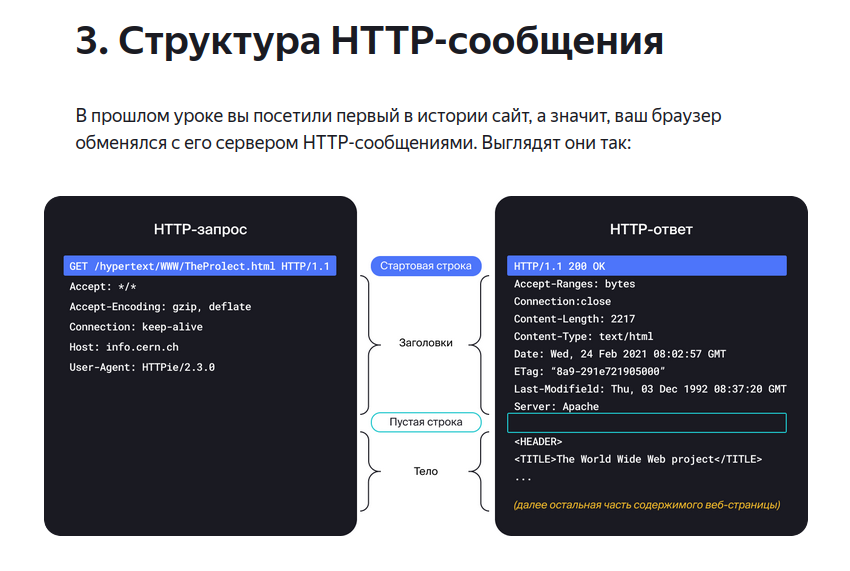 3. Структура HTTP-сообщения
В прошлом уроке вы посетили первый в истории сайт, а значит, ваш браузер
обменялся с его сервером HTTP-сообщениями. Выглядят они так:
HTTP-запрос
GET /hypertext/WWW/TheProlect.html HTTP/1.1
Accept: */*
Accept-Encoding: gzip, deflate
Connection: keep-alive
Host: info.cern.ch
User-Agent: HTTPie/2.3.0
Стартовая строка
Заголовки
Пустая строка
Тело
HTTP-ответ
HTTP/1.1 200 OK
Accept-Ranges: bytes
Connection:close
Content-Length: 2217
Content-Type: text/html
Date: Wed, 24 Feb 2021 08:02:57 GMT
ETag: “8a9-291e721905000”
Last-Modifield: Thu, 03 Dec 1992 08:37:20 GMT
Server: Apache
<HEADER>
<TITLE>The World Wide Web project</TITLE>
...
(далее остальная часть содержимого веб-страницы)